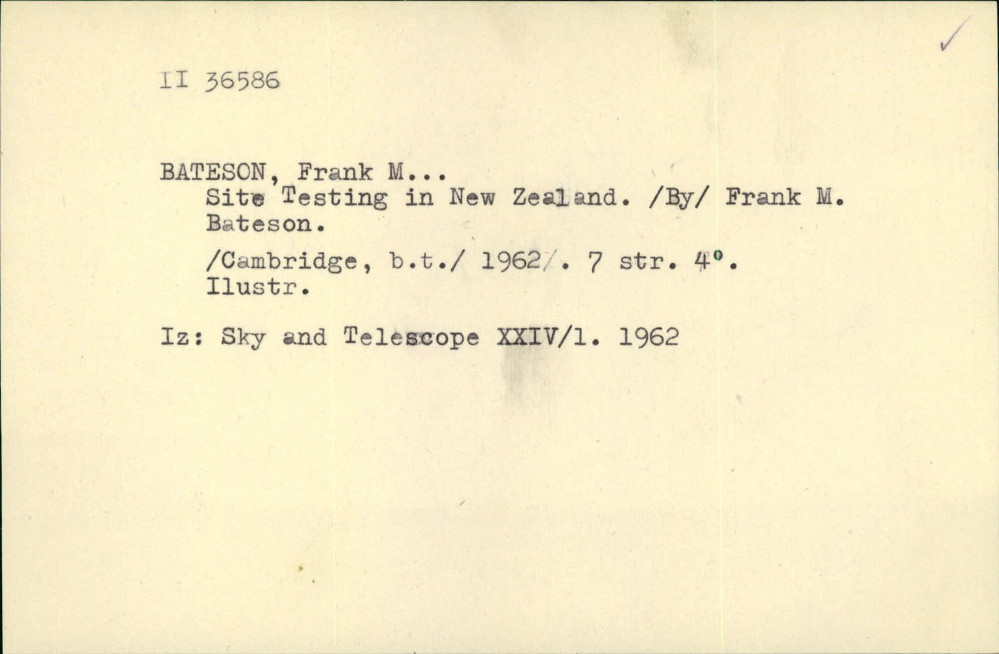 II 36586
BATESON, Frank M...
Site Testing in New Zealand. /By/ Frank M.
Bateson.
/Cambridge, b.t./ 1962/. 7 str. 4º.
Ilustr.
Iz: Sky and Telescope XXIV/1. 1962